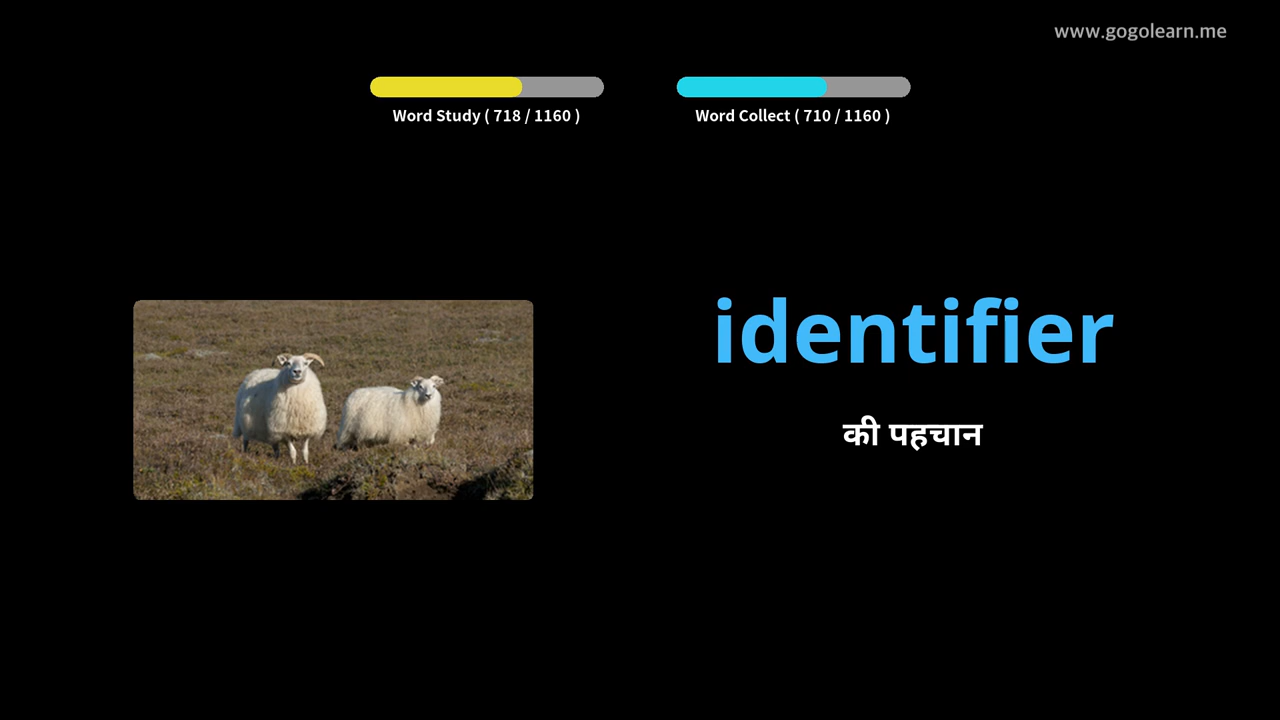 www.gogolearn.me
Word Study ( 718 / 1160 )
Word Collect ( 710 / 1160 )
identifier
की पहचान